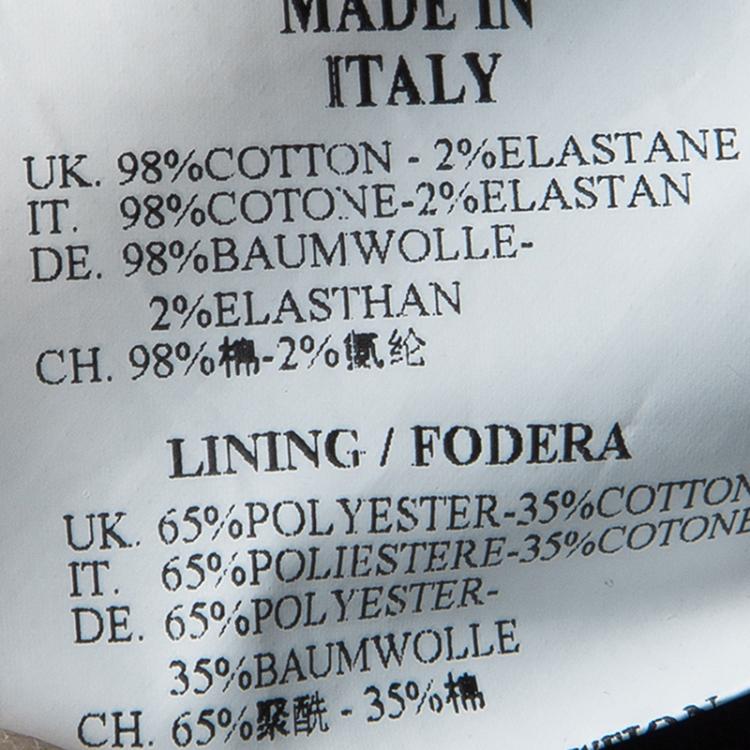 MADE IN
ITALY
UK. 98%COTTON - 2%ELASTANE
IT. 98%COTONE-2%ELASTAN
DE. 98%BAUMWOLLE-
2%ELASTHAN
CH. 98%棉-2%氨纶
LINING / FODERA
UK. 65%POLYESTER-35%COTTON
IT. 65%POLIESTERE-35%COTONE
DE. 65%POLYESTER-
35%BAUMWOLLE
CH. 65%聚酰 - 35%棉